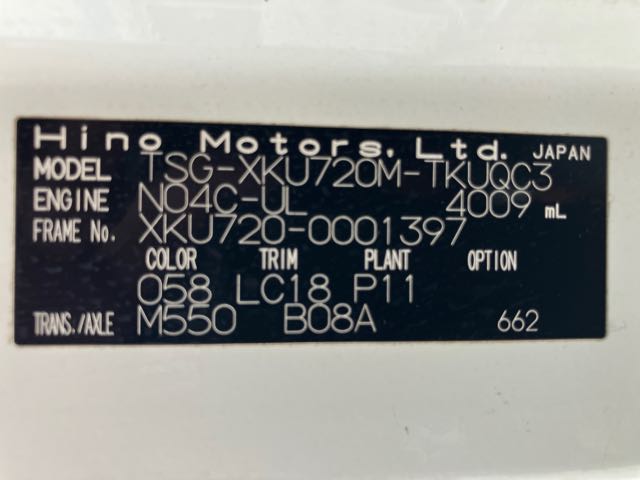 Hino Motors, Ltd. JAPAN
MODEL TSG-XKU720M-TKUQC3
ENGINE N04C-UL 4009 mL
FRAME No. XKU720-0001397
COLOR TRIM PLANT OPTION
058 LC18 P11
TRANS./AXLE M550 B08A 662